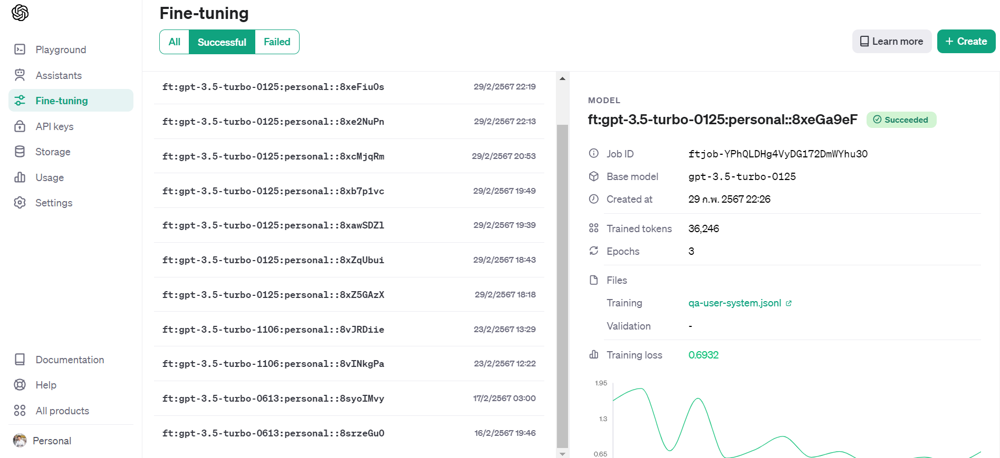 Fine-tuning
All
Successful
Failed
Learn more
+ Create
Playground
Assistants
Fine-tuning
API keys
Storage
Usage
Settings
Documentation
Help
All products
Personal
ft:gpt-3.5-turbo-0125:personal::8xeFiuOs 29/2/2567 22:19
ft:gpt-3.5-turbo-0125:personal::8xe2NuPn 29/2/2567 22:13
ft:gpt-3.5-turbo-0125:personal::8xcMjqRm 29/2/2567 20:53
ft:gpt-3.5-turbo-0125:personal::8xb7p1vc 29/2/2567 19:49
ft:gpt-3.5-turbo-0125:personal::8xawSDZl 29/2/2567 19:39
ft:gpt-3.5-turbo-0125:personal::8xZqUbui 29/2/2567 18:43
ft:gpt-3.5-turbo-0125:personal::8xZ5GAzX 29/2/2567 18:18
ft:gpt-3.5-turbo-1106:personal::8vJRDiie 23/2/2567 13:29
ft:gpt-3.5-turbo-1106:personal::8vINkgPa 23/2/2567 12:22
ft:gpt-3.5-turbo-0613:personal::8syoIMvy 17/2/2567 03:00
ft:gpt-3.5-turbo-0613:personal::8srzeGuO 16/2/2567 19:46
MODEL
ft:gpt-3.5-turbo-0125:personal::8xeGa9eF Succeeded
Job ID ftjob-YPhQLDHg4VyDG172DmWYhu3O
Base model gpt-3.5-turbo-0125
Created at 29 ก.พ. 2567 22:26
Trained tokens 36,246
Epochs 3
Files
Training qa-user-system.jsonl
Validation -
Training loss 0.6932
1.95
1.3
0.65